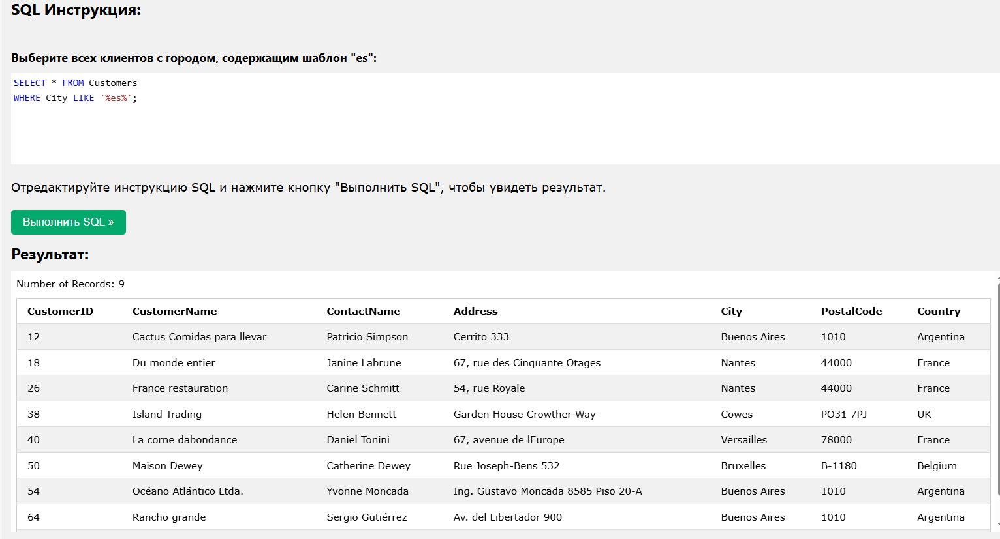 SQL Инструкция:
Выберите всех клиентов с городом, содержащим шаблон "es":
SELECT * FROM Customers
WHERE City LIKE '%es%';
Отредактируйте инструкцию SQL и нажмите кнопку "Выполнить SQL", чтобы увидеть результат.
Выполнить SQL »
Результат:
Number of Records: 9
CustomerID CustomerName ContactName Address City PostalCode Country
12 Cactus Comidas para llevar Patricio Simpson Cerrito 333 Buenos Aires 1010 Argentina
18 Du monde entier Janine Labrune 67, rue des Cinquante Otages Nantes 44000 France
26 France restauration Carine Schmitt 54, rue Royale Nantes 44000 France
38 Island Trading Helen Bennett Garden House Crowther Way Cowes PO31 7PJ UK
40 La corne dabondance Daniel Tonini 67, avenue de lEurope Versailles 78000 France
50 Maison Dewey Catherine Dewey Rue Joseph-Bens 532 Bruxelles B-1180 Belgium
54 Océano Atlántico Ltda. Yvonne Moncada Ing. Gustavo Moncada 8585 Piso 20-A Buenos Aires 1010 Argentina
64 Rancho grande Sergio Gutiérrez Av. del Libertador 900 Buenos Aires 1010 Argentina